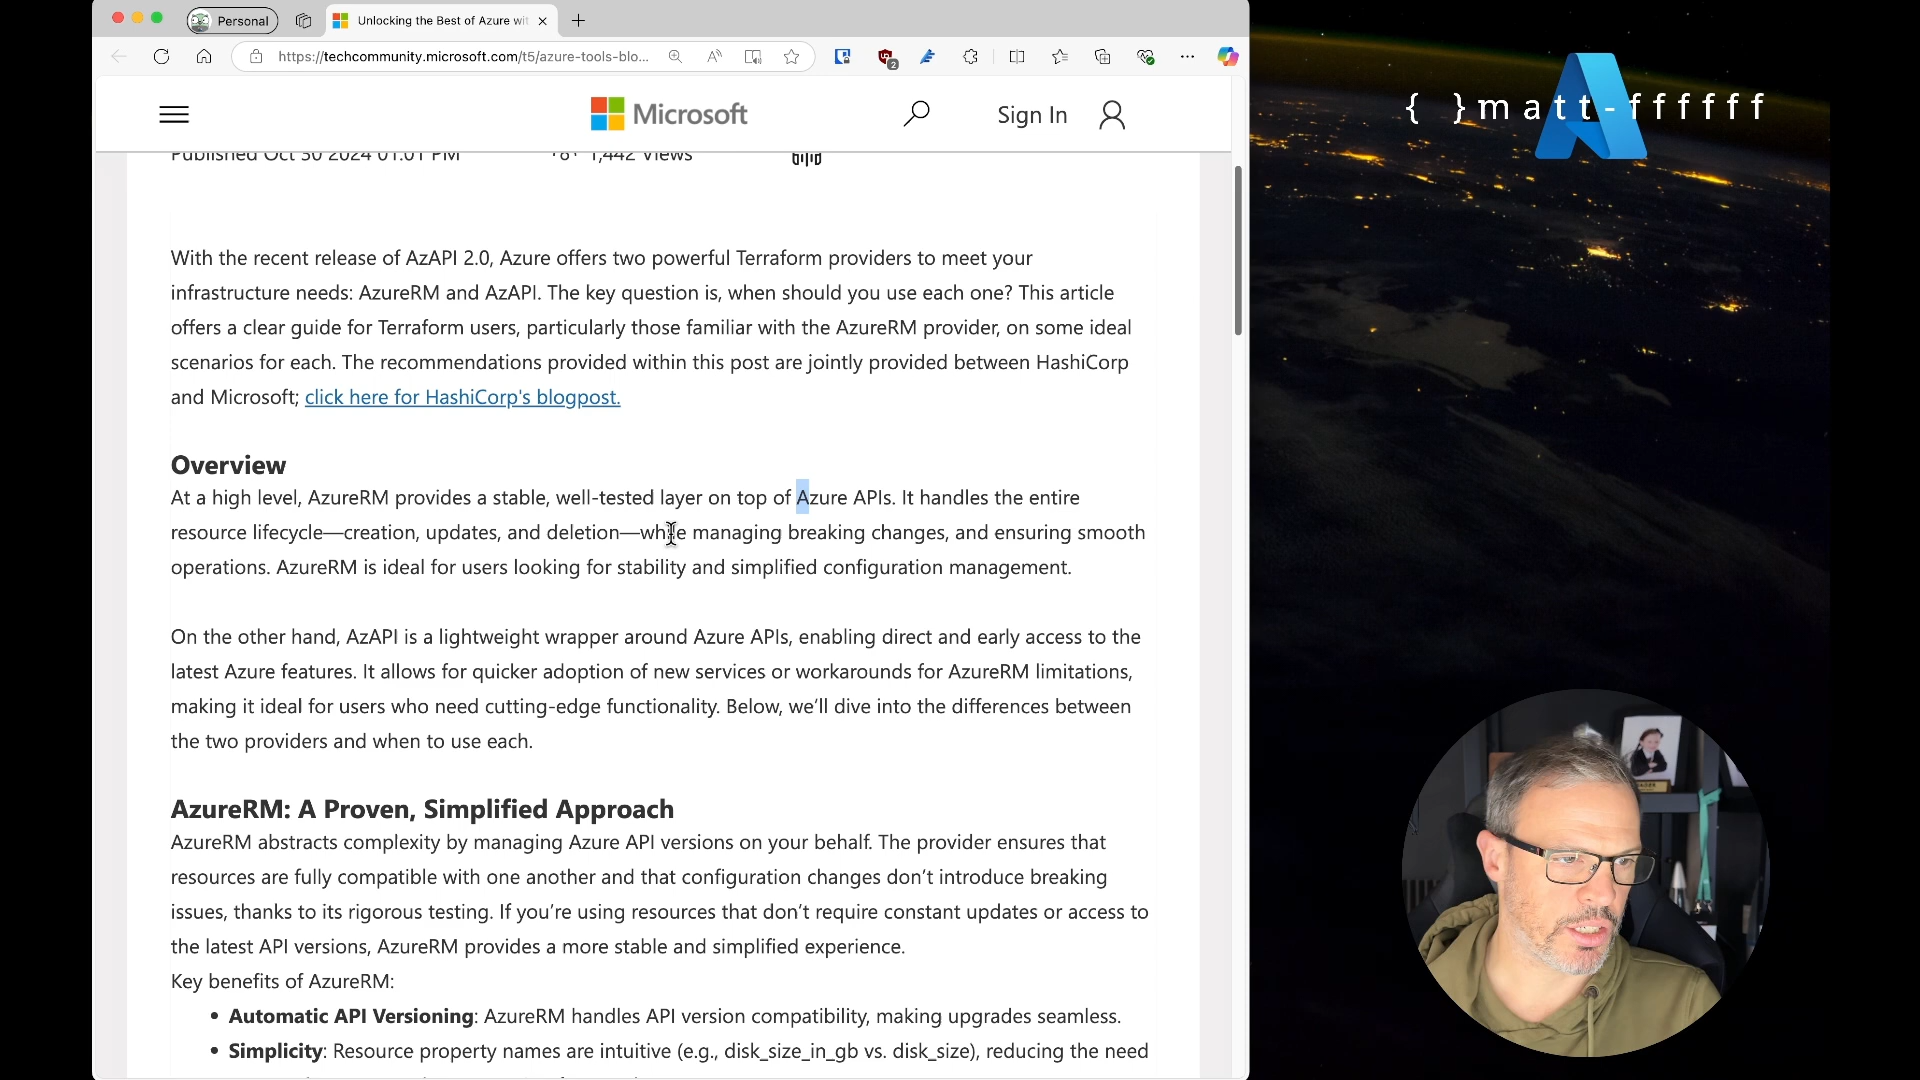 Personal
Unlocking the Best of Azure wit
https://techcommunity.microsoft.com/t5/azure-tools-blo...
2
Microsoft
Sign In
Published Oct 30 2024 01:01 PM
1,442 Views
With the recent release of AzAPI 2.0, Azure offers two powerful Terraform providers to meet your
infrastructure needs: AzureRM and AzAPI. The key question is, when should you use each one? This article
offers a clear guide for Terraform users, particularly those familiar with the AzureRM provider, on some ideal
scenarios for each. The recommendations provided within this post are jointly provided between HashiCorp
and Microsoft; click here for HashiCorp's blogpost.
Overview
At a high level, AzureRM provides a stable, well-tested layer on top of Azure APIs. It handles the entire
resource lifecycle—creation, updates, and deletion—while managing breaking changes, and ensuring smooth
operations. AzureRM is ideal for users looking for stability and simplified configuration management.
On the other hand, AzAPI is a lightweight wrapper around Azure APIs, enabling direct and early access to the
latest Azure features. It allows for quicker adoption of new services or workarounds for AzureRM limitations,
making it ideal for users who need cutting-edge functionality. Below, we’ll dive into the differences between
the two providers and when to use each.
AzureRM: A Proven, Simplified Approach
AzureRM abstracts complexity by managing Azure API versions on your behalf. The provider ensures that
resources are fully compatible with one another and that configuration changes don’t introduce breaking
issues, thanks to its rigorous testing. If you’re using resources that don’t require constant updates or access to
the latest API versions, AzureRM provides a more stable and simplified experience.
Key benefits of AzureRM:
• Automatic API Versioning: AzureRM handles API version compatibility, making upgrades seamless.
• Simplicity: Resource property names are intuitive (e.g., disk_size_in_gb vs. disk_size), reducing the need
{ }matt-ffffff